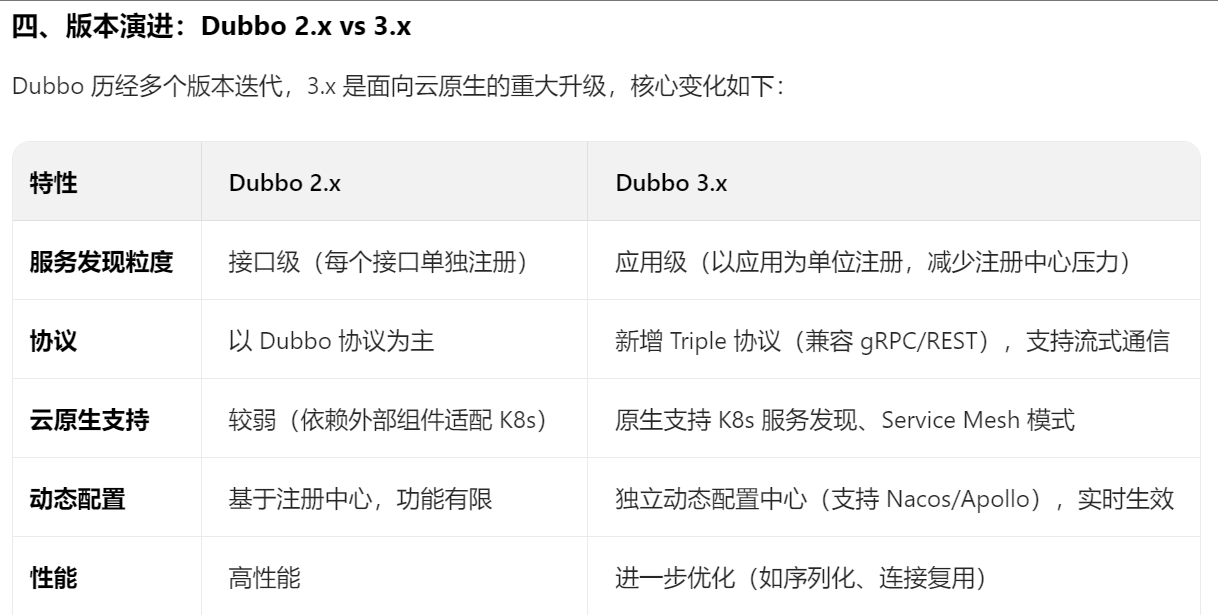 四、版本演进：Dubbo 2.x vs 3.x
Dubbo 历经多个版本迭代，3.x 是面向云原生的重大升级，核心变化如下：
特性 Dubbo 2.x Dubbo 3.x
服务发现粒度 接口级（每个接口单独注册） 应用级（以应用为单位注册，减少注册中心压力）
协议 以 Dubbo 协议为主 新增 Triple 协议（兼容 gRPC/REST），支持流式通信
云原生支持 较弱（依赖外部组件适配 K8s） 原生支持 K8s 服务发现、Service Mesh 模式
动态配置 基于注册中心，功能有限 独立动态配置中心（支持 Nacos/Apollo），实时生效
性能 高性能 进一步优化（如序列化、连接复用）